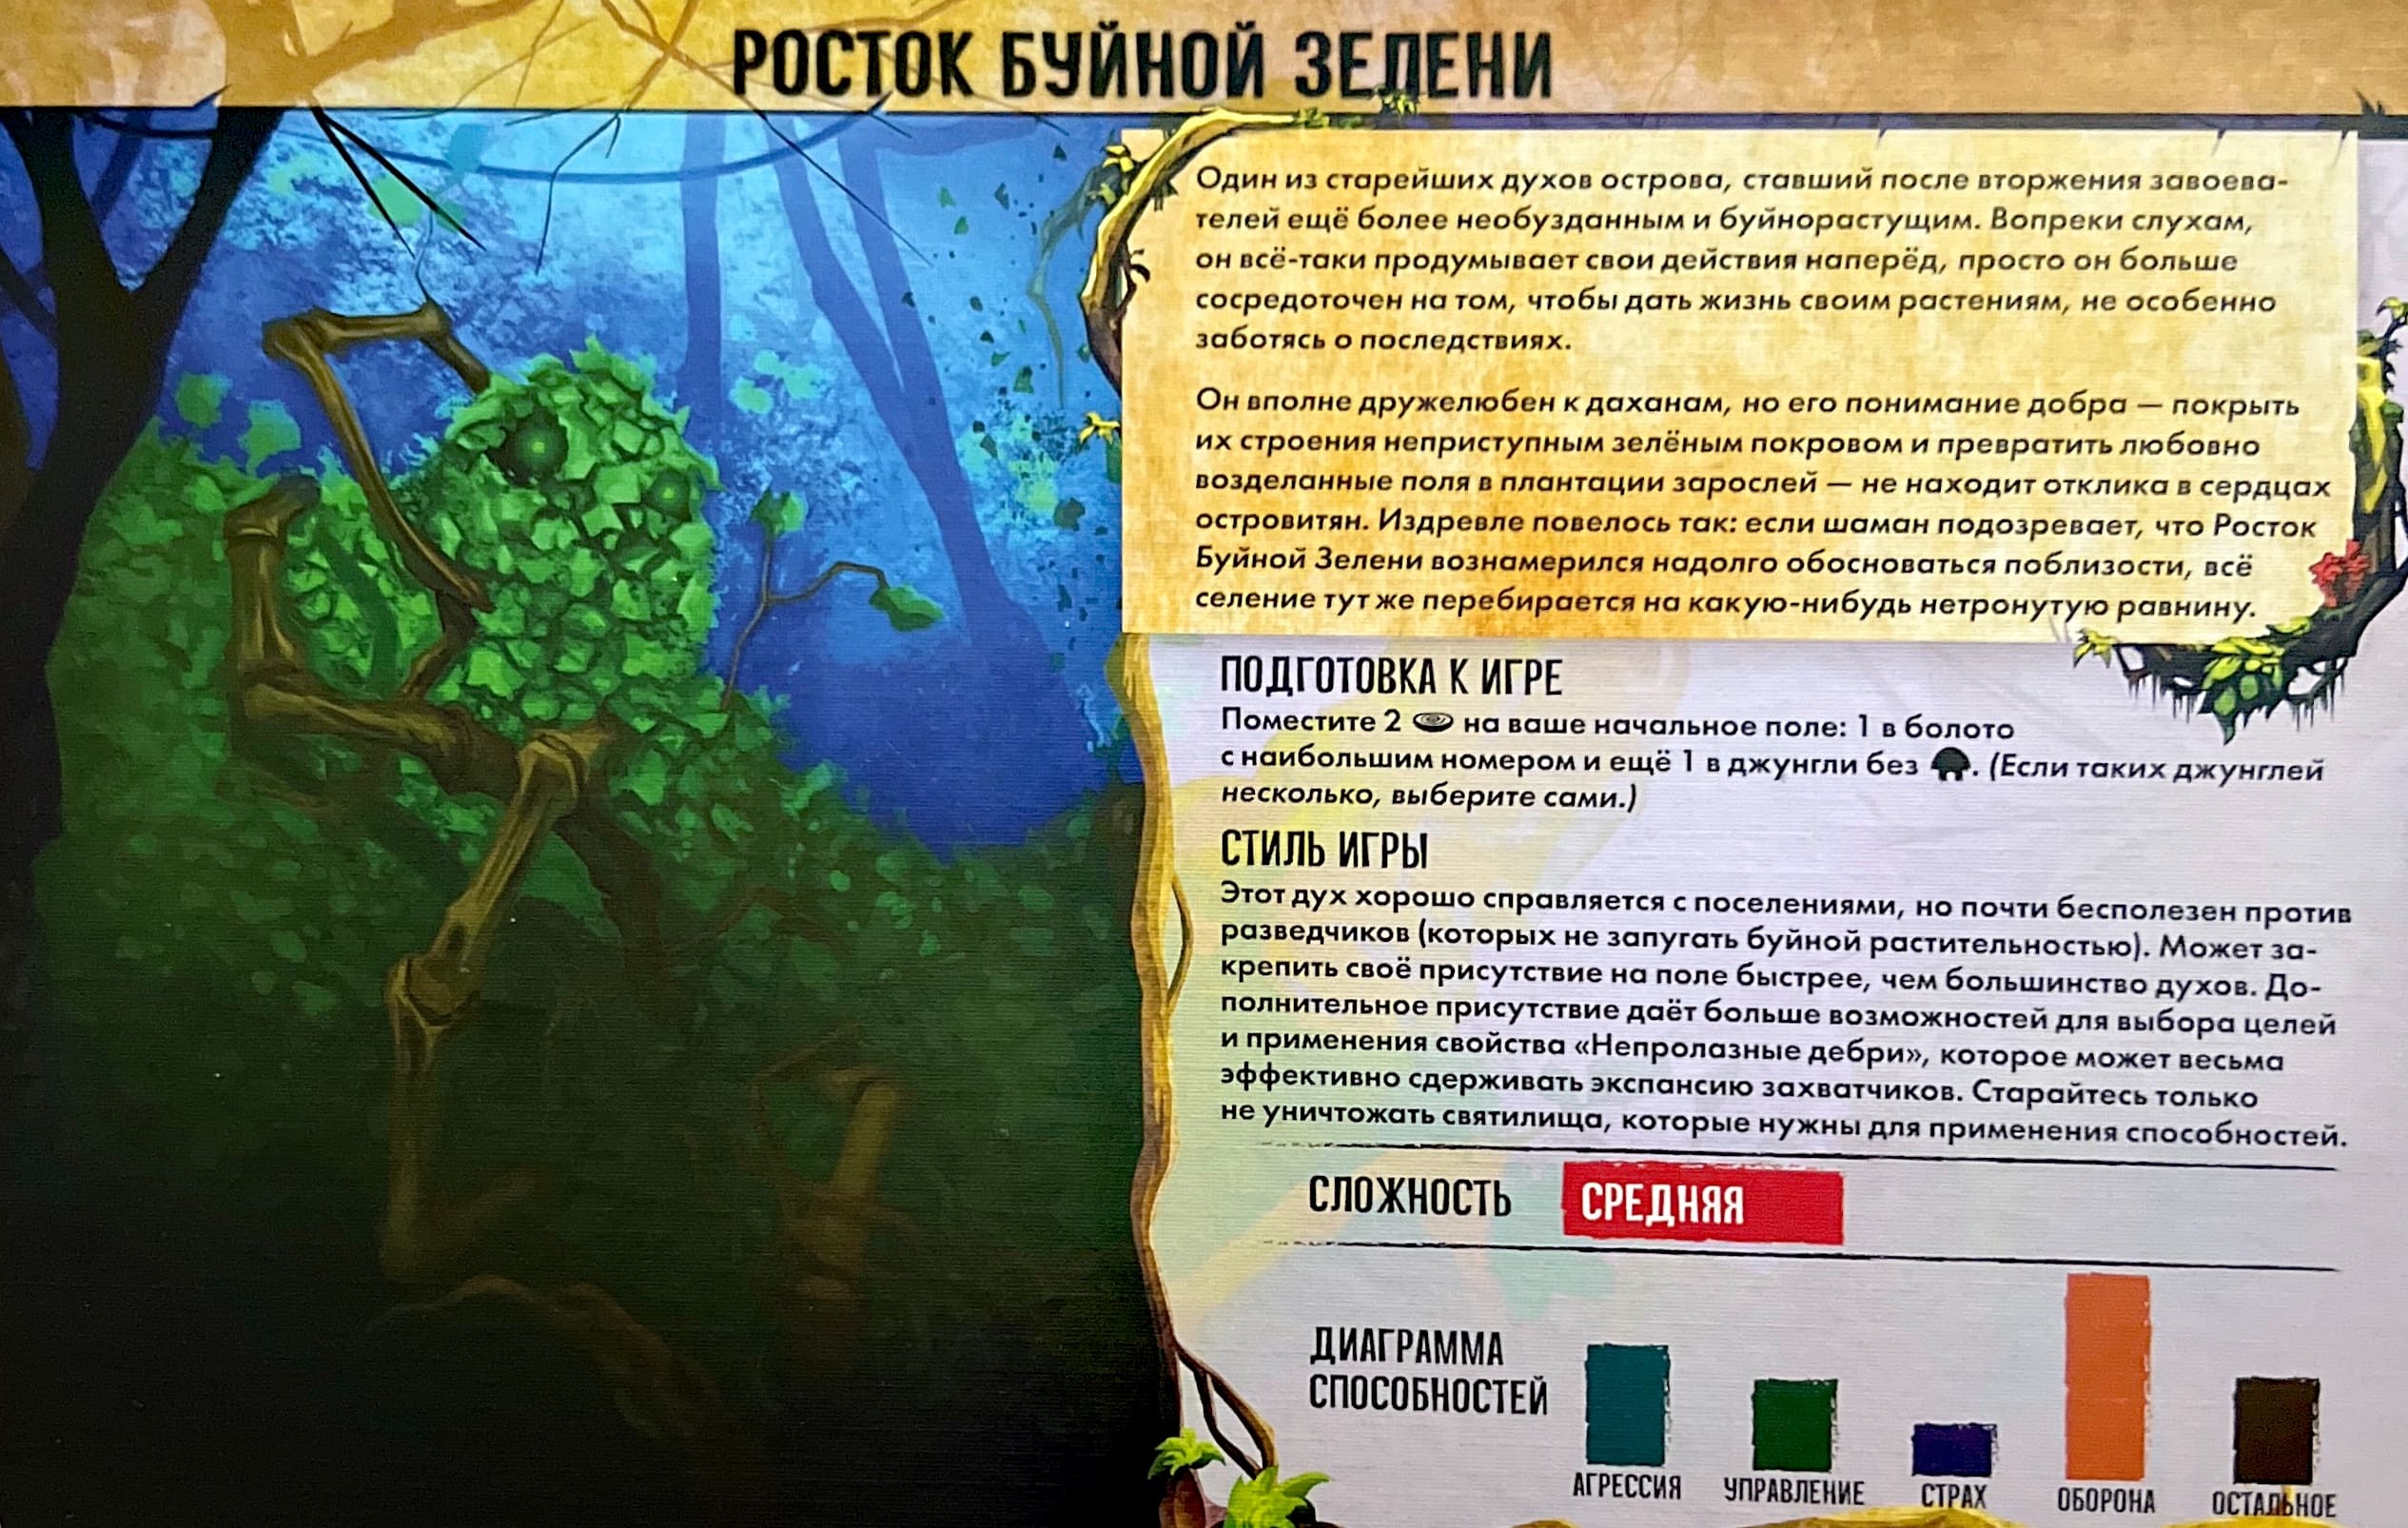 РОСТОК БУЙНОЙ ЗЕЛЕНИ
Один из старейших духов острова, ставший после вторжения завоева-
телей ещё более необузданным и буйнорастущим. Вопреки слухам,
он всё-таки продумывает свои действия наперёд, просто он больше
сосредоточен на том, чтобы дать жизнь своим растениям, не особенно
заботясь о последствиях.
Он вполне дружелюбен к даханам, но его понимание добра — покрыть
их строения неприступным зелёным покровом и превратить любовно
возделанные поля в плантации зарослей — не находит отклика в сердцах
островитян. Издревле повелось так: если шаман подозревает, что Росток
Буйной Зелени вознамерился надолго обосноваться поблизости, всё
селение тут же перебирается на какую-нибудь нетронутую равнину.
ПОДГОТОВКА К ИГРЕ
Поместите 2 на ваше начальное поле: 1 в болото
с наибольшим номером и ещё 1 в джунгли без . (Если таких джунглей
несколько, выберите сами.)
СТИЛЬ ИГРЫ
Этот дух хорошо справляется с поселениями, но почти бесполезен против
разведчиков (которых не запугать буйной растительностью). Может за-
крепить своё присутствие на поле быстрее, чем большинство духов. До-
полнительное присутствие даёт больше возможностей для выбора целей
и применения свойства «Непролазные дебри», которое может весьма
эффективно сдерживать экспансию захватчиков. Старайтесь только
не уничтожать святилища, которые нужны для применения способностей.
СЛОЖНОСТЬ СРЕДНЯЯ
ДИАГРАММА
СПОСОБНОСТЕЙ
АГРЕССИЯ УПРАВЛЕНИЕ СТРАХ ОБОРОНА ОСТАЛЬНОЕ